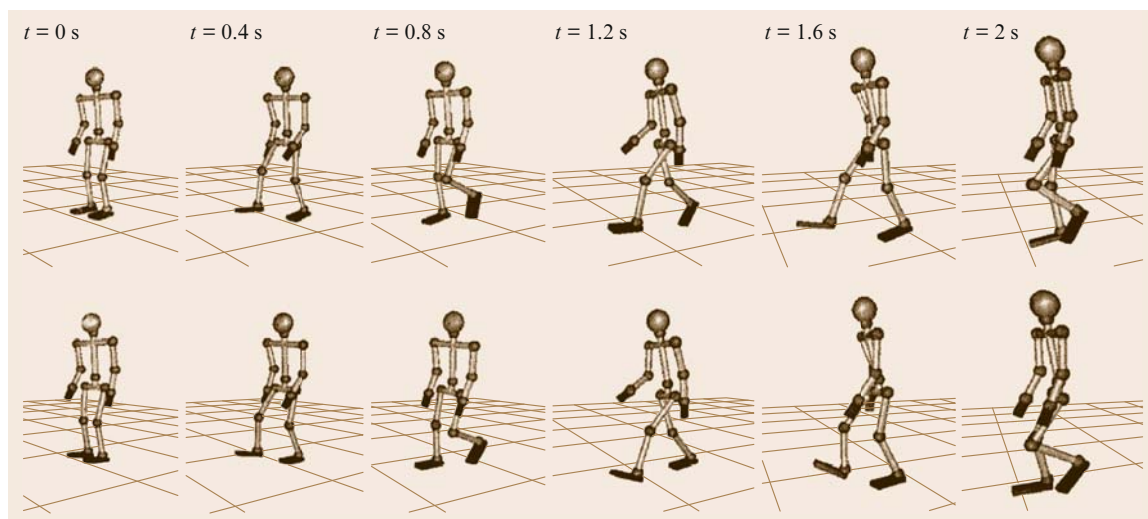 t = 0 s
t = 0.4 s
t = 0.8 s
t = 1.2 s
t = 1.6 s
t = 2 s